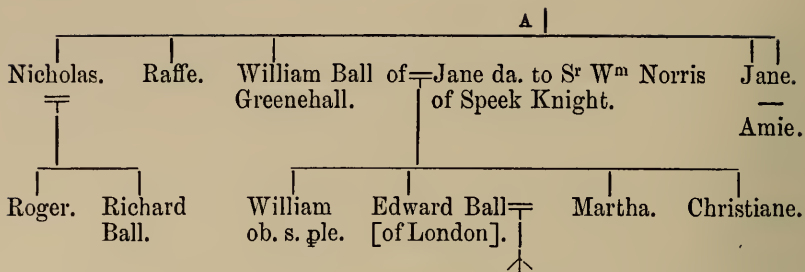 A
Nicholas. Raffe. William Ball of Jane da. to Sʳ Wᵐ Norris Jane.
Greenehall. of Speek Knight.
Amie.
Roger. Richard William Edward Ball Martha. Christiane.
Ball. ob. s. ꝑle. [of London].